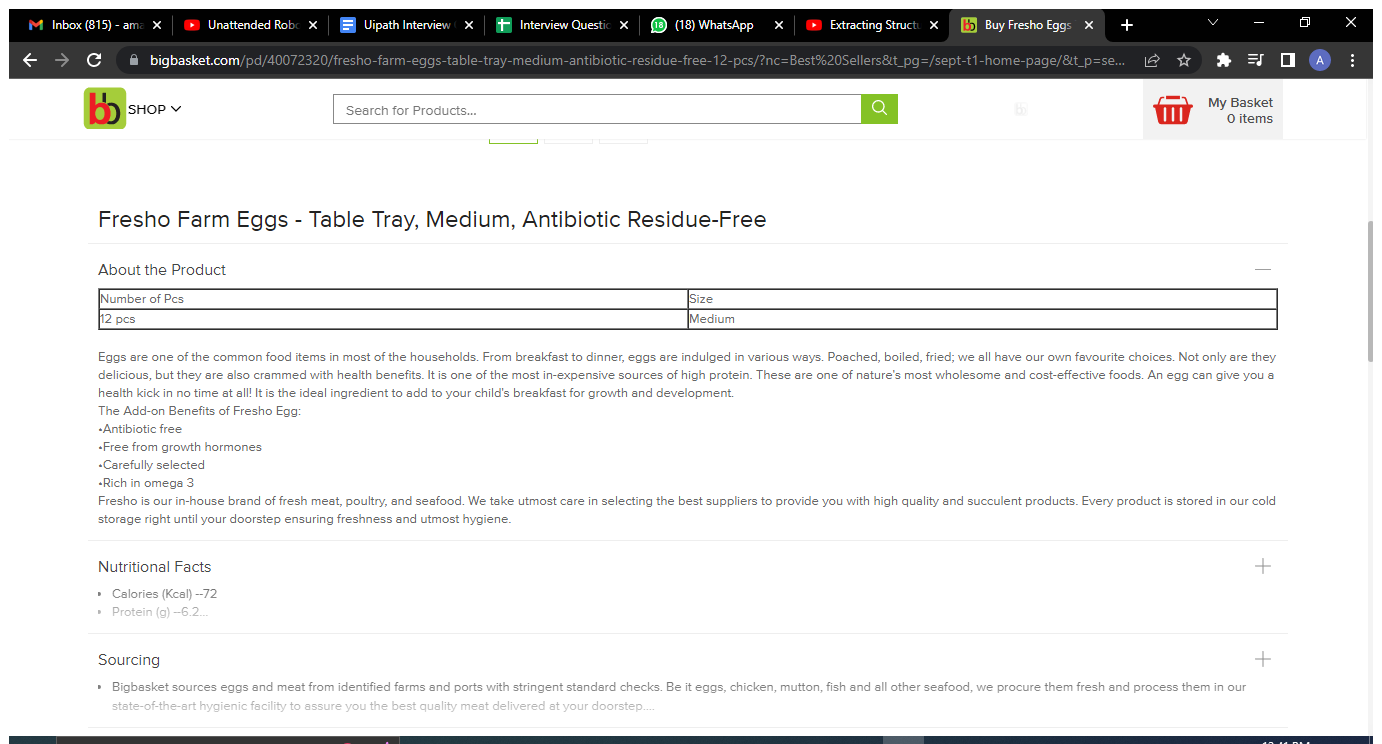 Inbox (815) - ama
Unattended Rob
Uipath Interview
Interview Questic
18
(18) WhatsApp
Extracting Struct
Buy Fresho Eggs
bigbasket.com/pd/40072320/fresho-farm-eggs-table-tray-medium-antibiotic-residue-free-12-pcs/?nc=Best%20Sellers&t_pg=/sept-t1-home-page/&t_p=se...
A
bb
SHOP
Search for Products...
My Basket
0 items
Fresho Farm Eggs - Table Tray, Medium, Antibiotic Residue-Free
About the Product
Number of Pcs Size
12 pcs Medium
Eggs are one of the common food items in most of the households. From breakfast to dinner, eggs are indulged in various ways. Poached, boiled, fried; we all have our own favourite choices. Not only are they
delicious, but they are also crammed with health benefits. It is one of the most in-expensive sources of high protein. These are one of nature's most wholesome and cost-effective foods. An egg can give you a
health kick in no time at all! It is the ideal ingredient to add to your child's breakfast for growth and development.
The Add-on Benefits of Fresho Egg:
•Antibiotic free
•Free from growth hormones
•Carefully selected
•Rich in omega 3
Fresho is our in-house brand of fresh meat, poultry, and seafood. We take utmost care in selecting the best suppliers to provide you with high quality and succulent products. Every product is stored in our cold
storage right until your doorstep ensuring freshness and utmost hygiene.
Nutritional Facts
• Calories (Kcal) --72
• Protein (g) --6.2...
Sourcing
• Bigbasket sources eggs and meat from identified farms and ports with stringent standard checks. Be it eggs, chicken, mutton, fish and all other seafood, we procure them fresh and process them in our
state-of-the-art hygienic facility to assure you the best quality meat delivered at your doorstep....